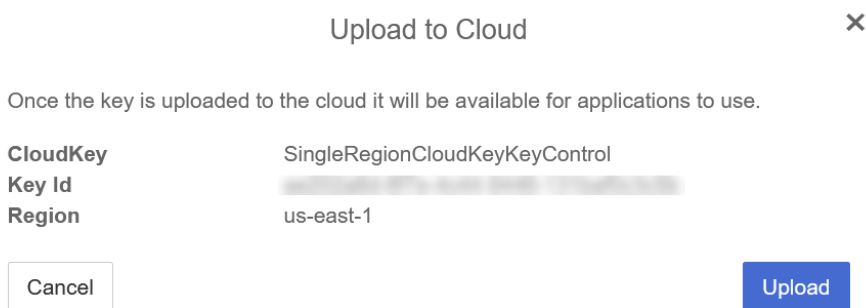 Upload to Cloud
Once the key is uploaded to the cloud it will be available for applications to use.
CloudKey SingleRegionCloudKeyKeyControl
Key Id
Region us-east-1
Cancel Upload